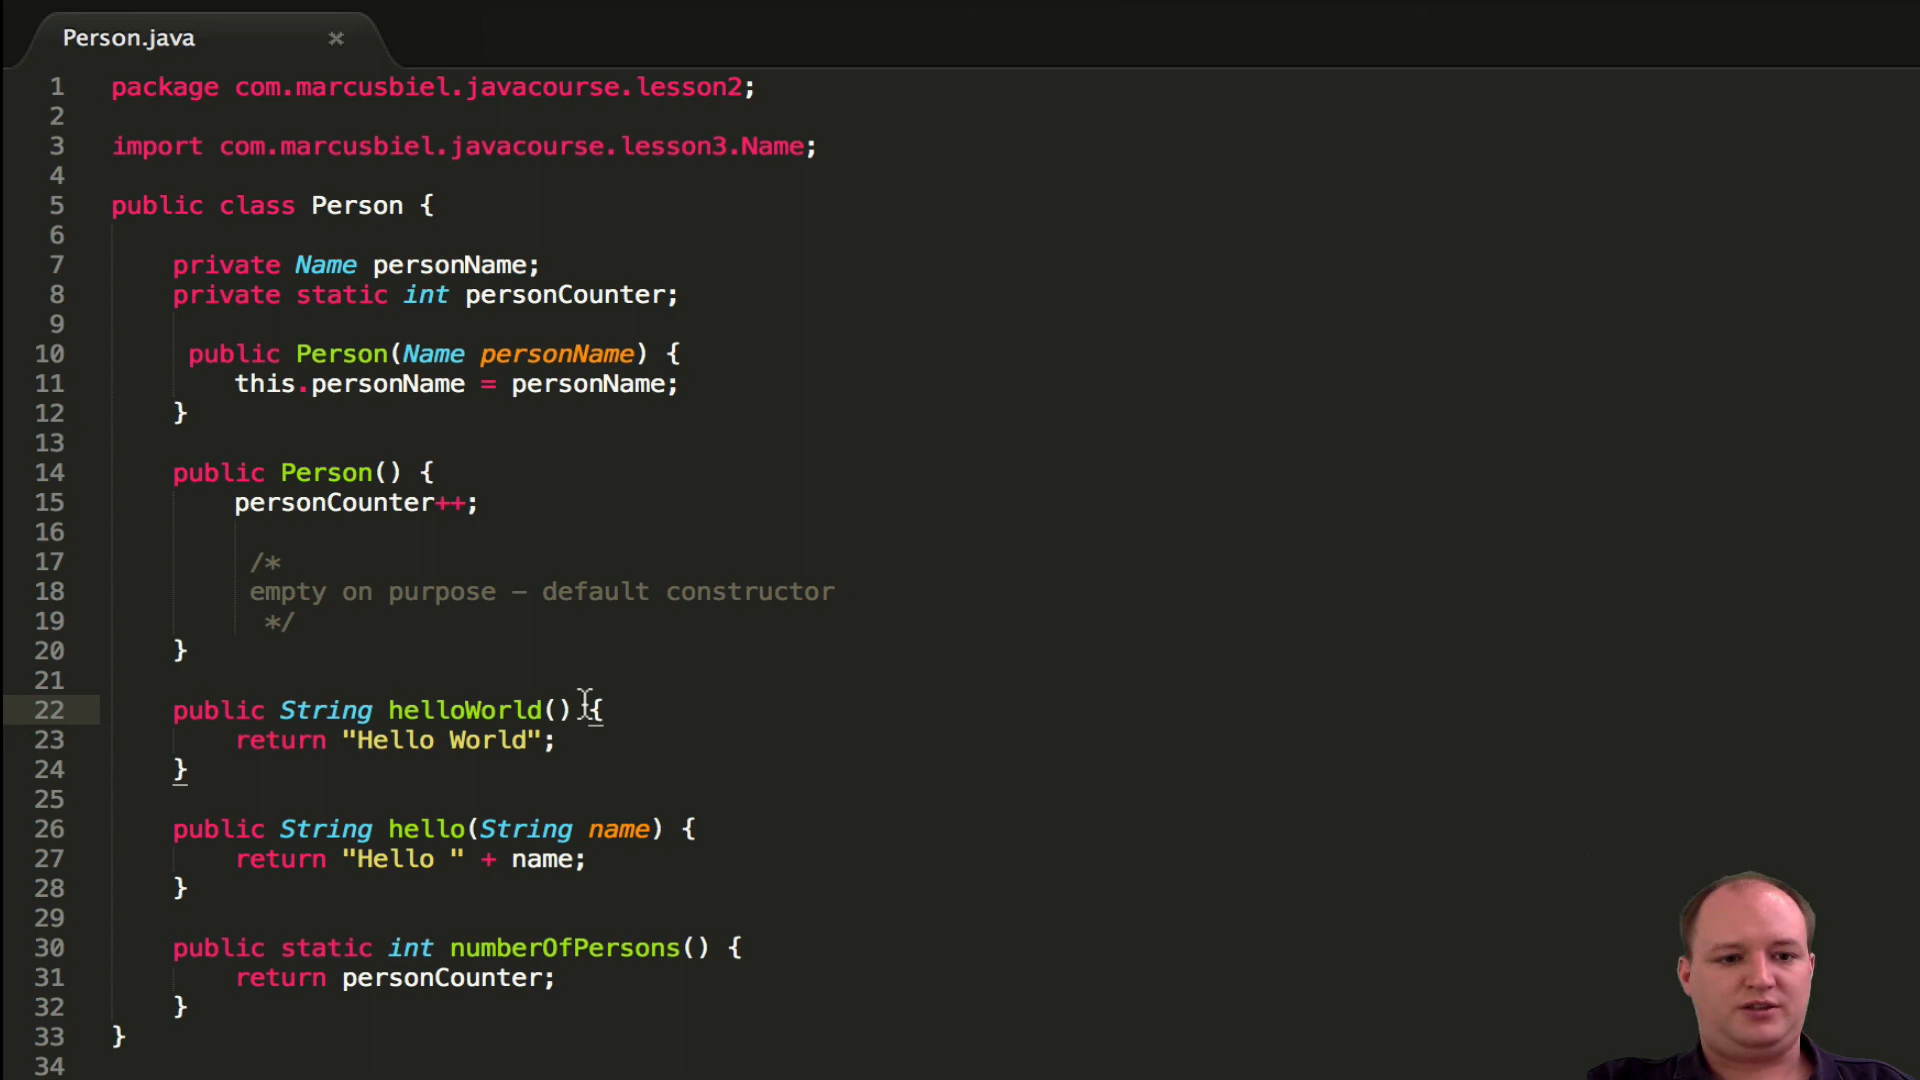 Person.java ×
1 package com.marcusbiel.javacourse.lesson2;
2
3 import com.marcusbiel.javacourse.lesson3.Name;
4
5 public class Person {
6
7 private Name personName;
8 private static int personCounter;
9
10 public Person(Name personName) {
11 this.personName = personName;
12 }
13
14 public Person() {
15 personCounter++;
16
17 /*
18 empty on purpose – default constructor
19 */
20 }
21
22 public String helloWorld() {
23 return "Hello World";
24 }
25
26 public String hello(String name) {
27 return "Hello " + name;
28 }
29
30 public static int numberOfPersons() {
31 return personCounter;
32 }
33 }
34